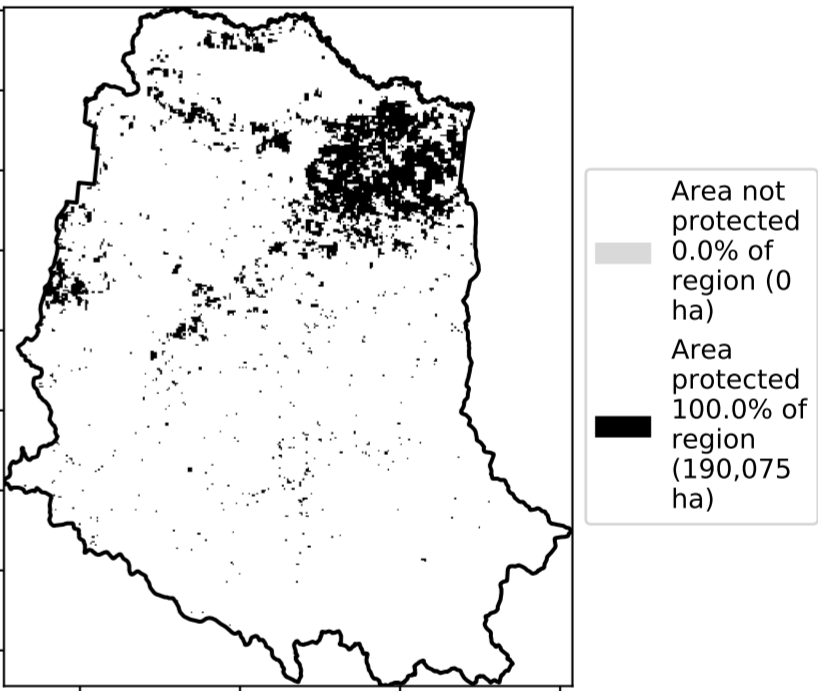 Area not
protected
0.0% of
region (0
ha)
Area
protected
100.0% of
region
(190,075
ha)